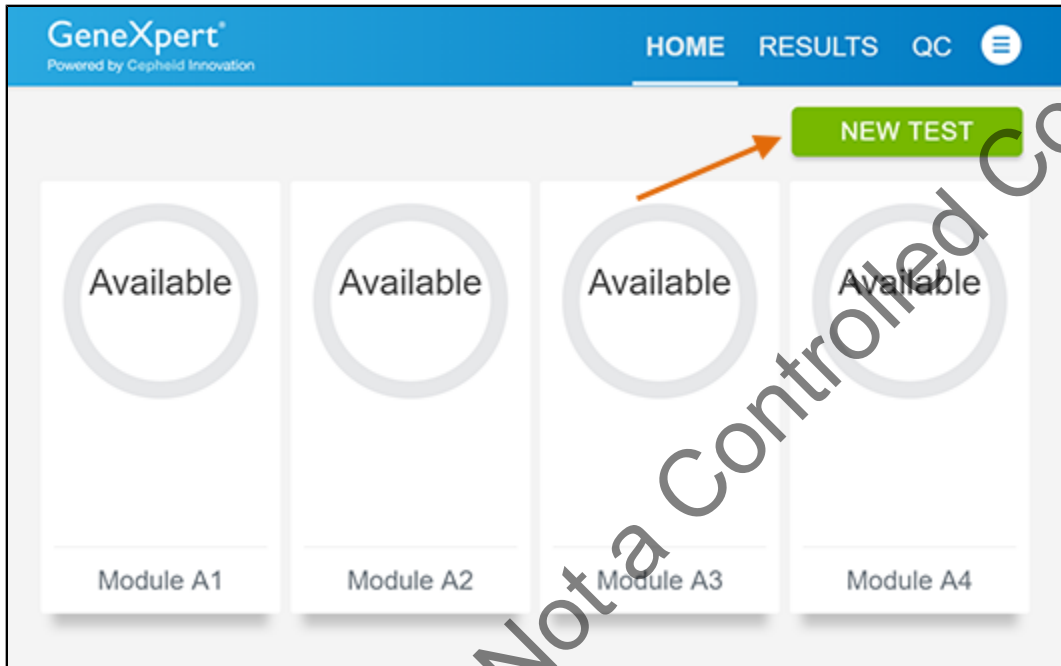 GeneXpert®
Powered by Cepheid Innovation
HOME RESULTS QC
NEW TEST
Available Available Available Available
Module A1 Module A2 Module A3 Module A4
Not a Controlled